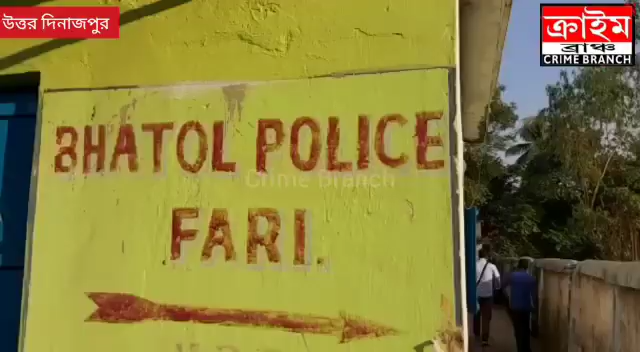 উত্তর দিনাজপুর
ক্রাইম
ব্রাঞ্চ
CRIME BRANCH
BHATOL POLICE
Crime Branch
FARI.